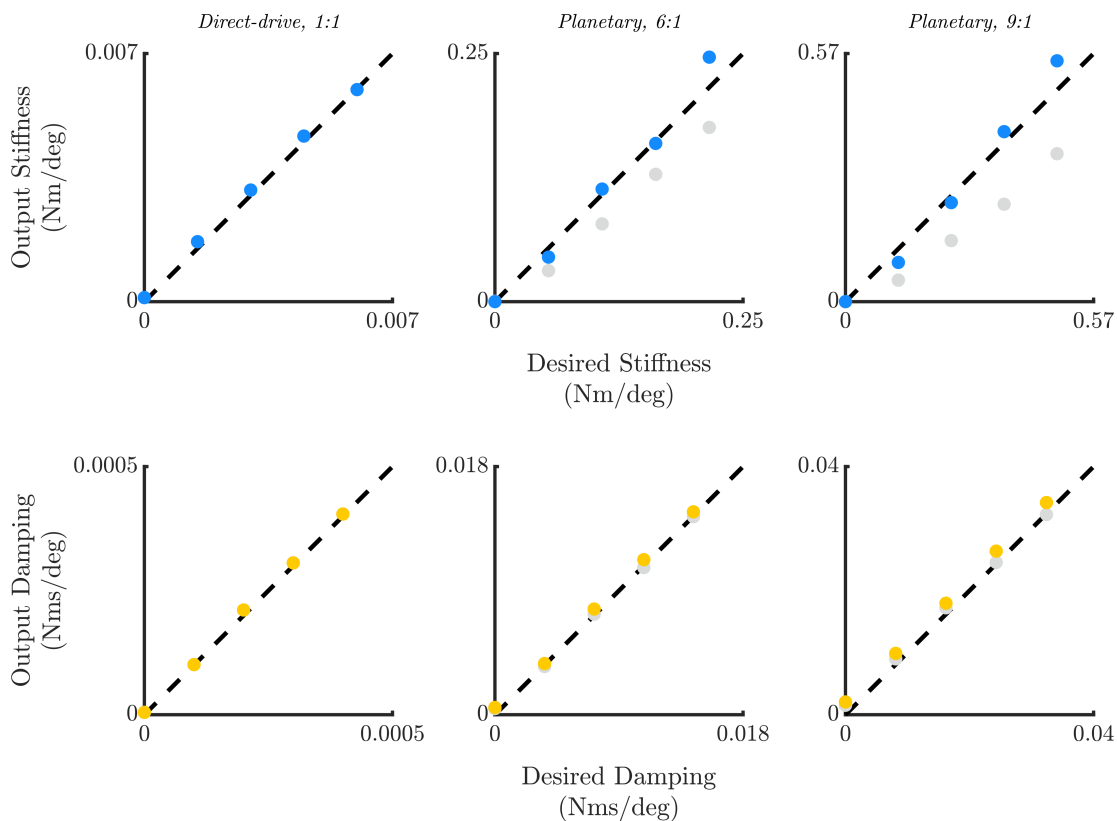 Direct-drive, 1:1
Planetary, 6:1
Planetary, 9:1
Output Stiffness
(Nm/deg)
0.007
0
0
0.007
0.25
0
0
0.25
0.57
0
0
0.57
Desired Stiffness
(Nm/deg)
Output Damping
(Nms/deg)
0.0005
0
0
0.0005
0.018
0
0
0.018
0.04
0
0
0.04
Desired Damping
(Nms/deg)